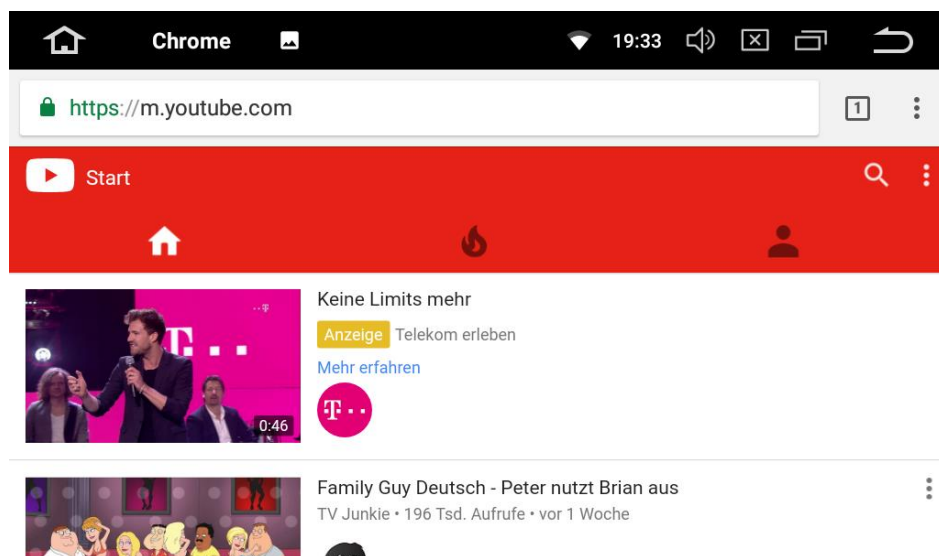 Chrome
19:33
https://m.youtube.com
1
Start
Keine Limits mehr
Anzeige Telekom erleben
Mehr erfahren
T
0:46
T
Family Guy Deutsch - Peter nutzt Brian aus
TV Junkie • 196 Tsd. Aufrufe • vor 1 Woche